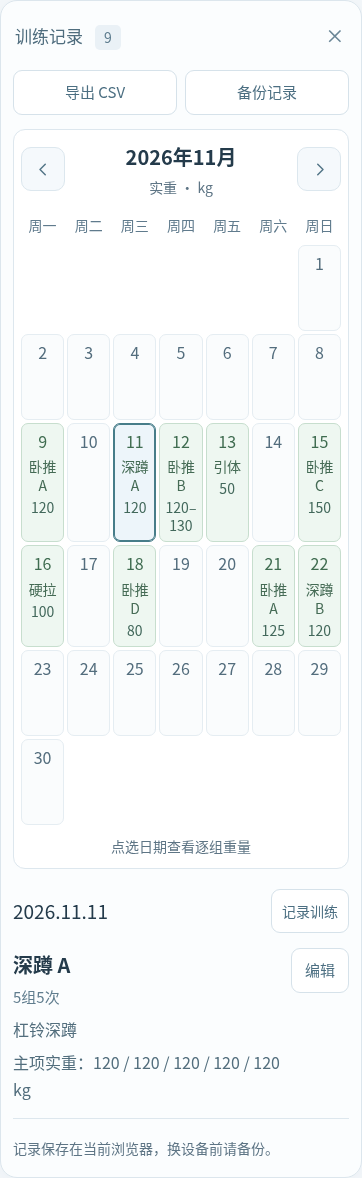 训练记录 9
导出 CSV 备份记录
2026年11月
实重 · kg
周一 周二 周三 周四 周五 周六 周日
1
2 3 4 5 6 7 8
9 10 11 12 13 14 15
卧推 深蹲 卧推 引体 卧推
A A B 50 C
120 120 120–130 150
16 17 18 19 20 21 22
硬拉 卧推 卧推 深蹲
100 D A B
80 125 120
23 24 25 26 27 28 29
30
点选日期查看逐组重量
2026.11.11 记录训练
深蹲 A 编辑
5组5次
杠铃深蹲
主项实重：120 / 120 / 120 / 120 / 120
kg
记录保存在当前浏览器，换设备前请备份。